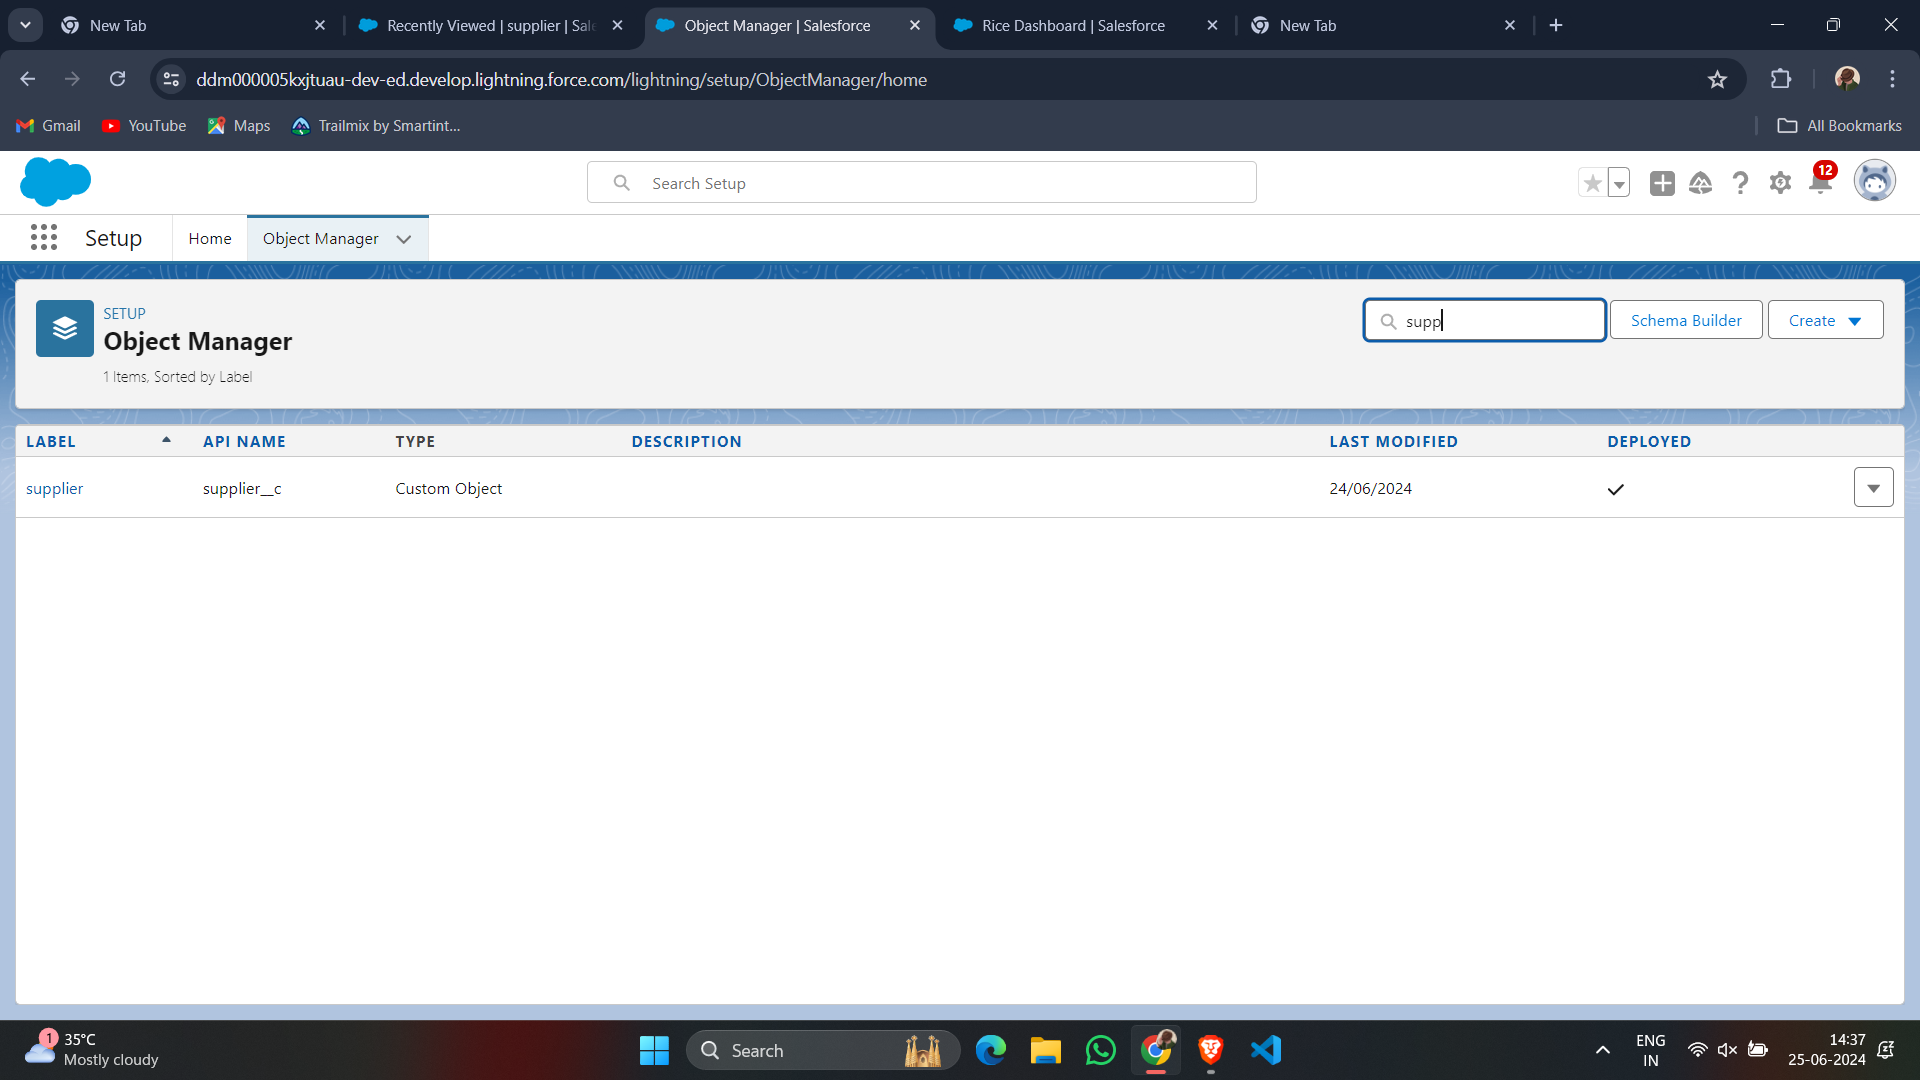 New Tab
Recently Viewed | supplier | Sale
Object Manager | Salesforce
Rice Dashboard | Salesforce
New Tab
ddm000005kxjtuau-dev-ed.develop.lightning.force.com/lightning/setup/ObjectManager/home
Gmail
YouTube
Maps
Trailmix by Smartint...
All Bookmarks
Search Setup
12
Setup
Home
Object Manager
SETUP
Object Manager
1 Items, Sorted by Label
supp
Schema Builder
Create
LABEL API NAME TYPE DESCRIPTION LAST MODIFIED DEPLOYED
supplier supplier__c Custom Object 24/06/2024
1
35°C
Mostly cloudy
Search
ENG
IN
14:37
25-06-2024